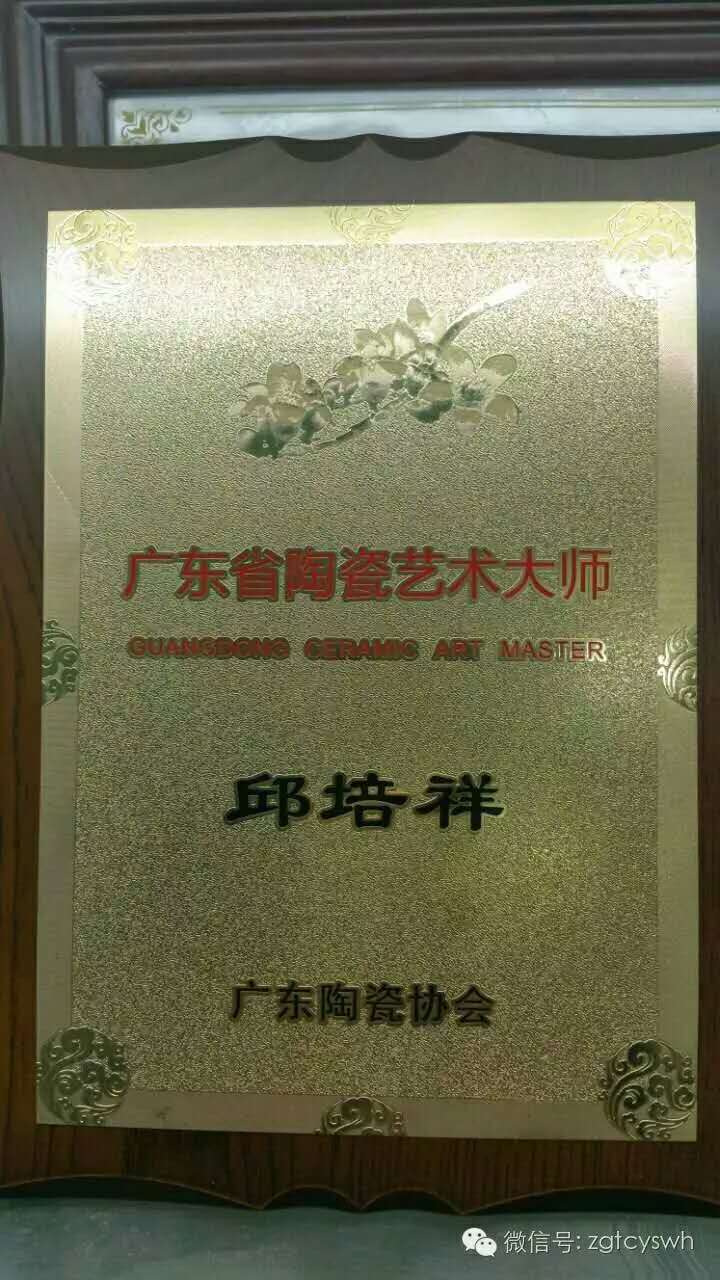 广东省陶瓷艺术大师
GUANGDONG CERAMIC ART MASTER
邱培祥
广东陶瓷协会
微信号: zgtcyswh